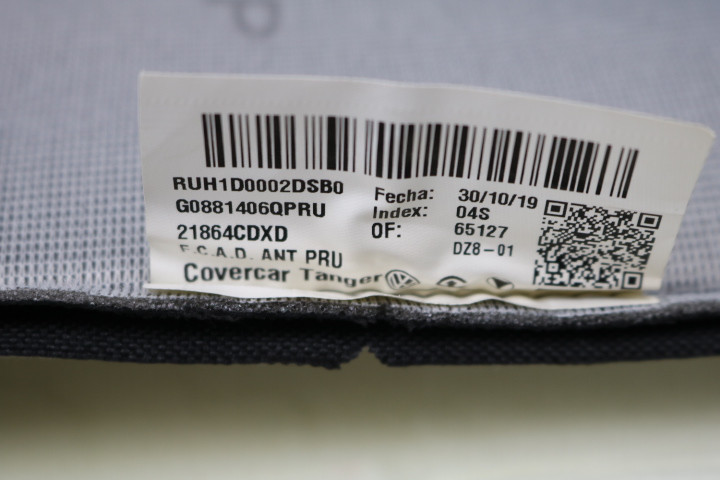 RUH1D0002DSB0
G0881406QPRU
21864CDXD
F.C.A.D. ANT PRU
Covercar Tanger
Fecha: 30/10/19
Index: 04S
OF: 65127
DZ8-01